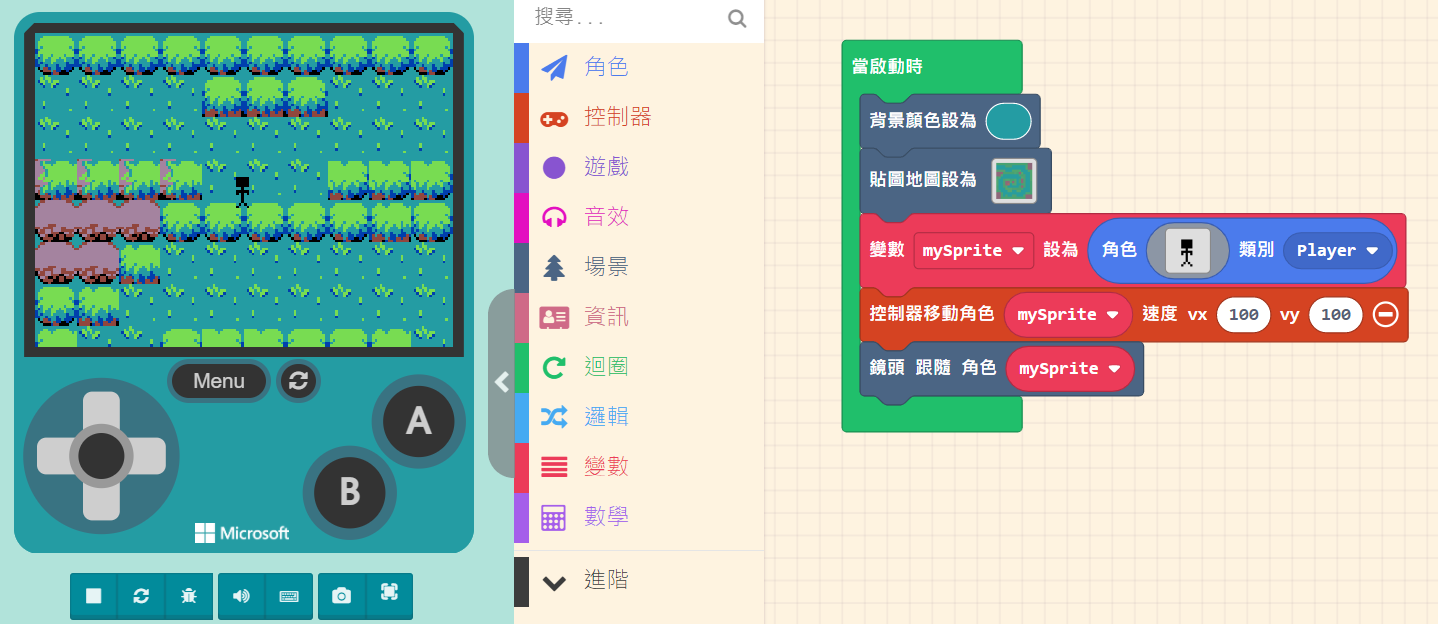 Menu
A
B
Microsoft
搜尋...
角色
控制器
遊戲
音效
場景
資訊
迴圈
邏輯
變數
數學
進階
當啟動時
背景顏色設為
貼圖地圖設為
變數 mySprite 設為 角色 類別 Player
控制器移動角色 mySprite 速度 vx 100 vy 100
鏡頭 跟隨 角色 mySprite